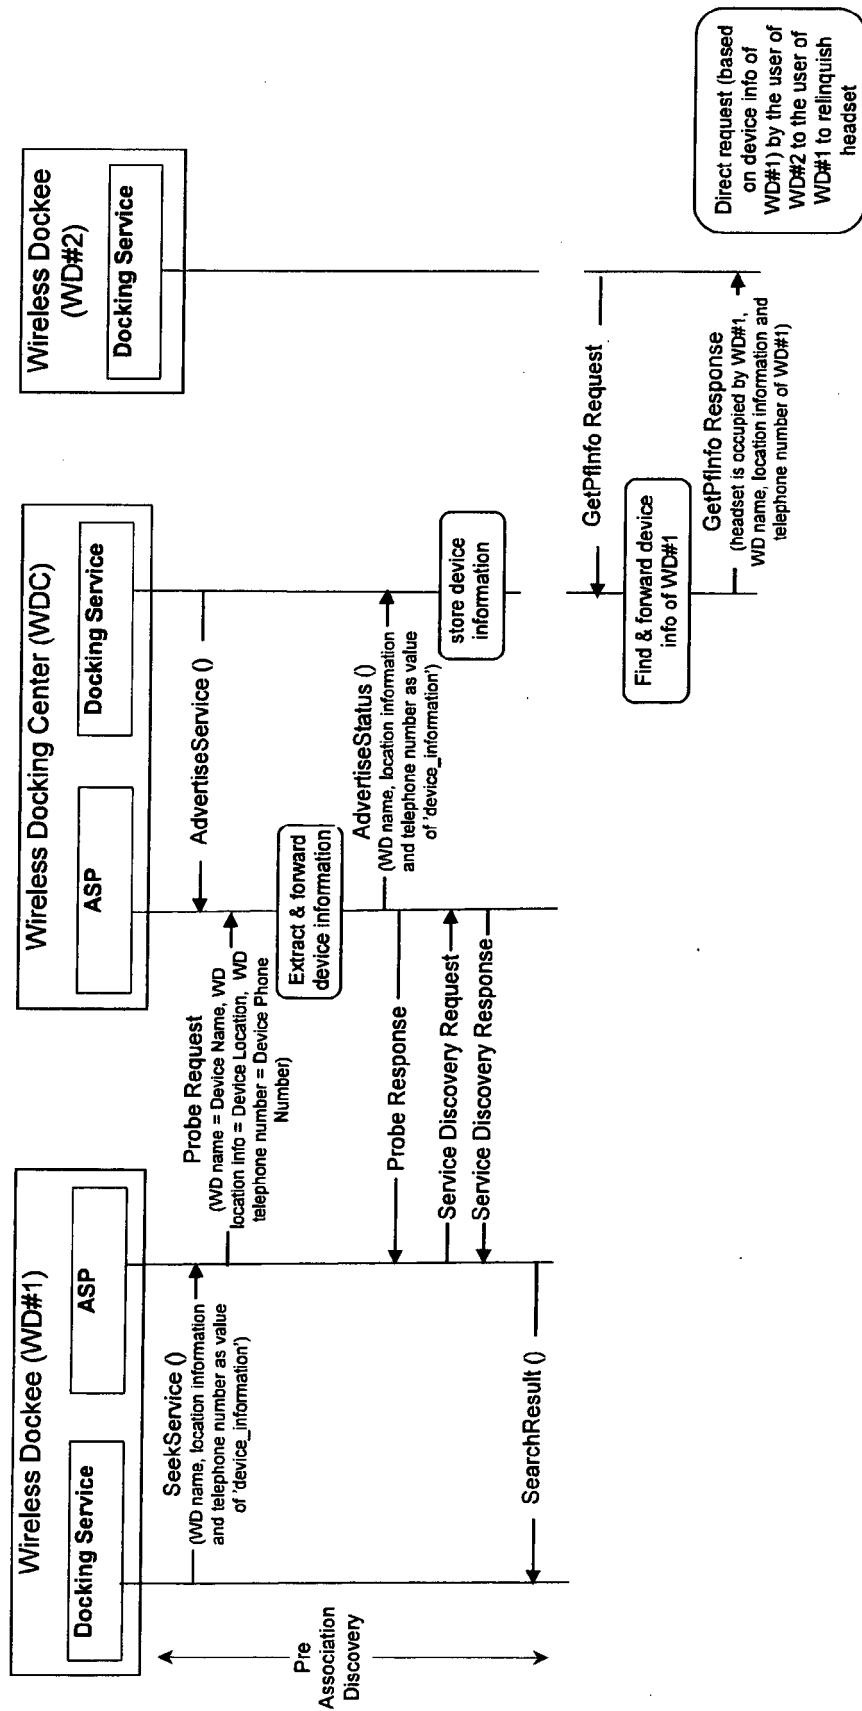 Wireless Dockee (WD#1)
Docking Service
ASP
Wireless Docking Center (WDC)
ASP
Docking Service
Wireless Dockee
(WD#2)
Docking Service
Pre
Association
Discovery
SeekService ()
(WD name, location information
and telephone number as value
of 'device_information')
AdvertiseService ()
Probe Request
(WD name = Device Name, WD
location info = Device Location, WD
telephone number = Device Phone
Number)
Extract & forward
device information
AdvertiseStatus ()
(WD name, location information
and telephone number as value
of 'device_information')
store device
information
Probe Response
Service Discovery Request
Service Discovery Response
SearchResult ()
GetPfInfo Request
Find & forward device
info of WD#1
GetPfInfo Response
(headset is occupied by WD#1,
WD name, location information and
telephone number of WD#1)
Direct request (based
on device info of
WD#1) by the user of
WD#2 to the user of
WD#1 to relinquish
headset